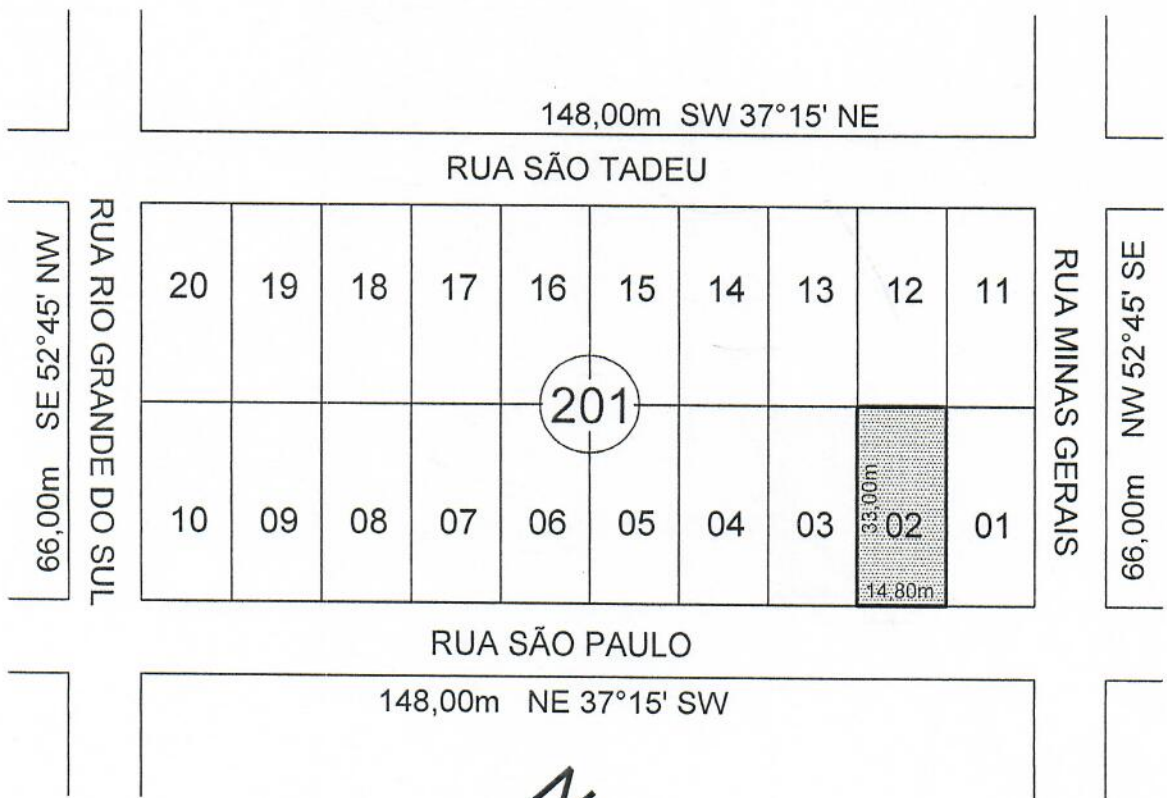 148,00m SW 37°15' NE
RUA SÃO TADEU
66,00m SE 52°45' NW
RUA RIO GRANDE DO SUL
20 19 18 17 16 15 14 13 12 11
201
10 09 08 07 06 05 04 03 02 01
33,00m
14,80m
RUA MINAS GERAIS
66,00m NW 52°45' SE
RUA SÃO PAULO
148,00m NE 37°15' SW